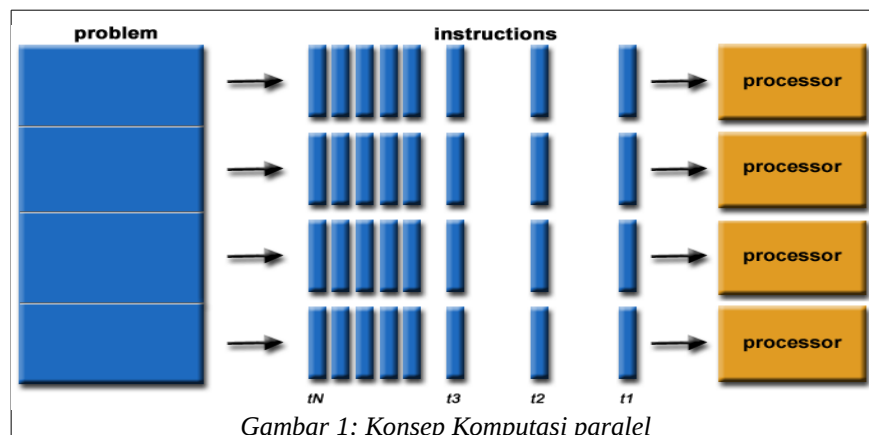 problem
instructions
processor
processor
processor
processor
tN t3 t2 t1
Gambar 1: Konsep Komputasi paralel